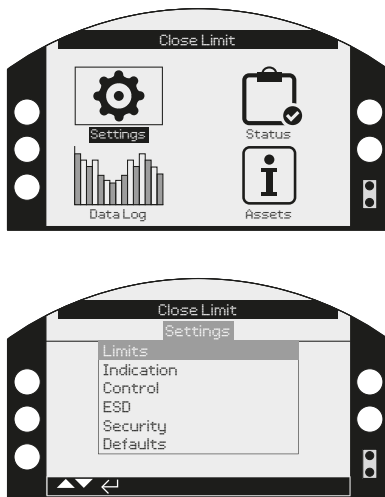 Close Limit
Settings
Status
Data Log
Assets
Close Limit
Settings
Limits
Indication
Control
ESD
Security
Defaults